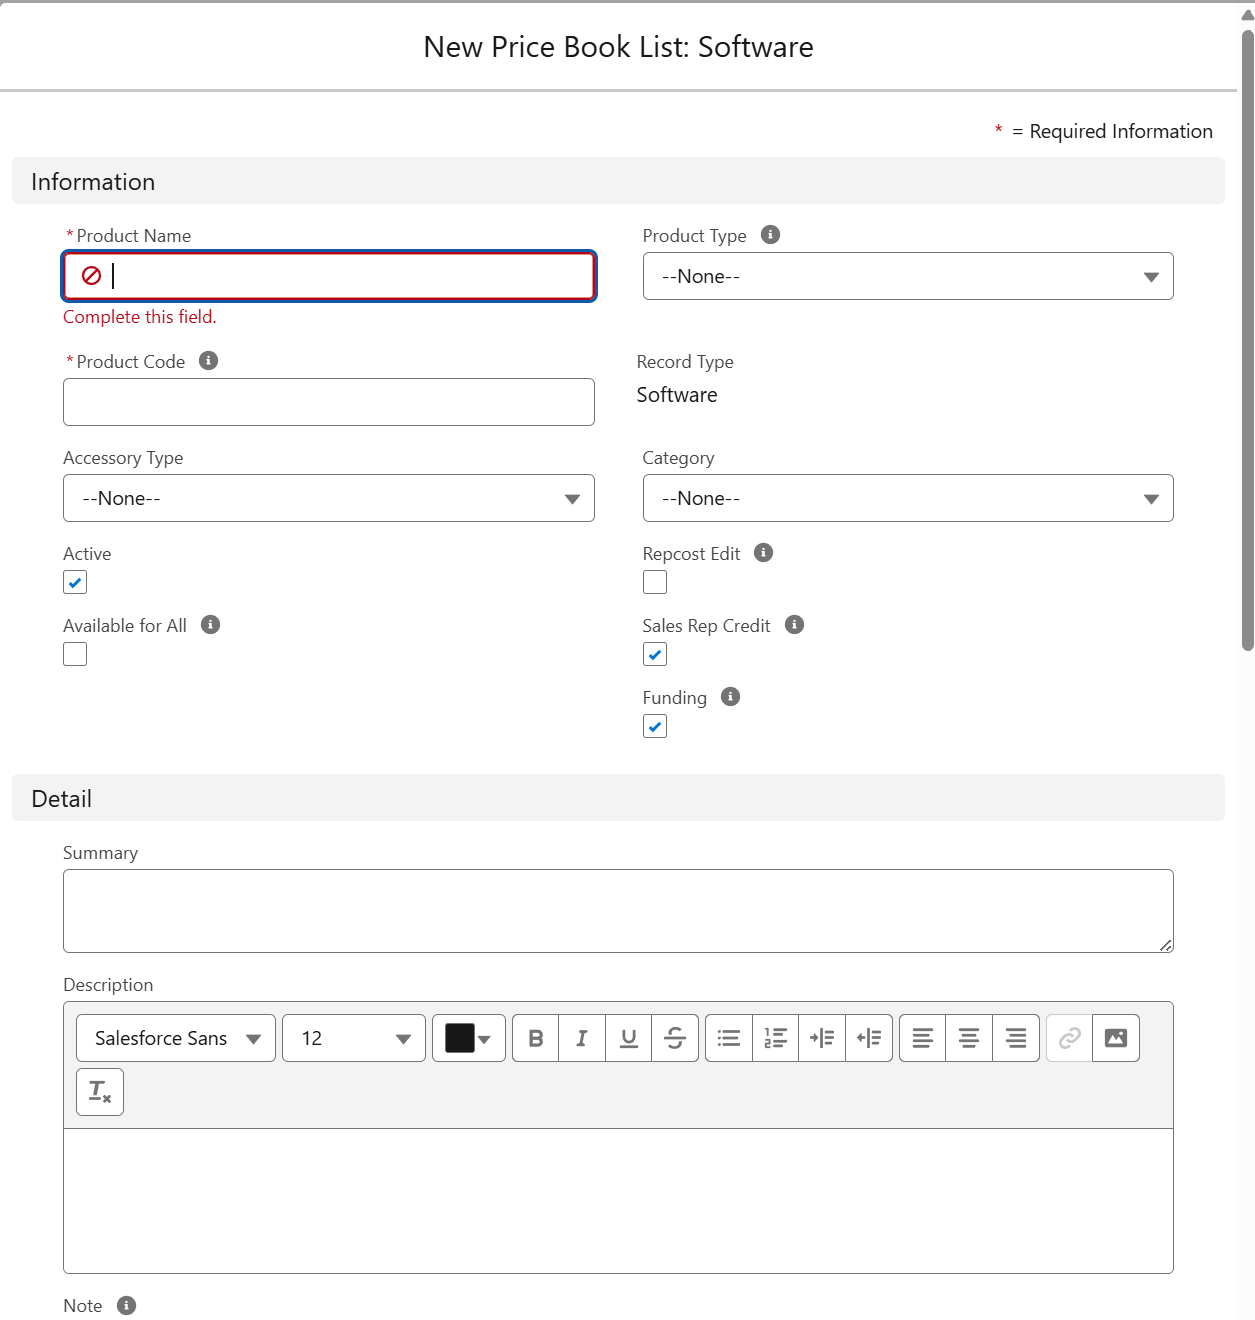 New Price Book List: Software
* = Required Information
Information
*Product Name
Product Type
--None--
Complete this field.
*Product Code
Record Type
Software
Accessory Type
Category
--None--
--None--
Active
Repcost Edit
Available for All
Sales Rep Credit
Funding
Detail
Summary
Description
Salesforce Sans
12
B I U S
Note